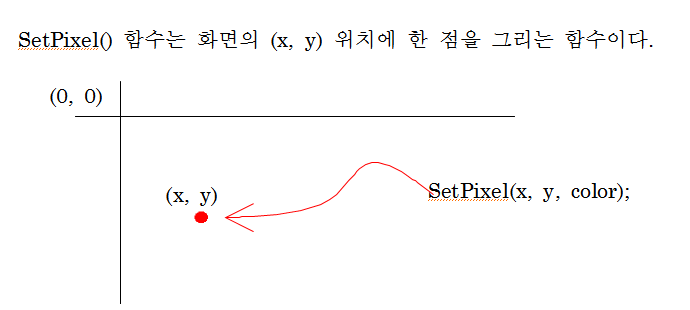 SetPixel() 함수는 화면의 (x, y) 위치에 한 점을 그리는 함수이다.
(0, 0)
(x, y)
SetPixel(x, y, color);